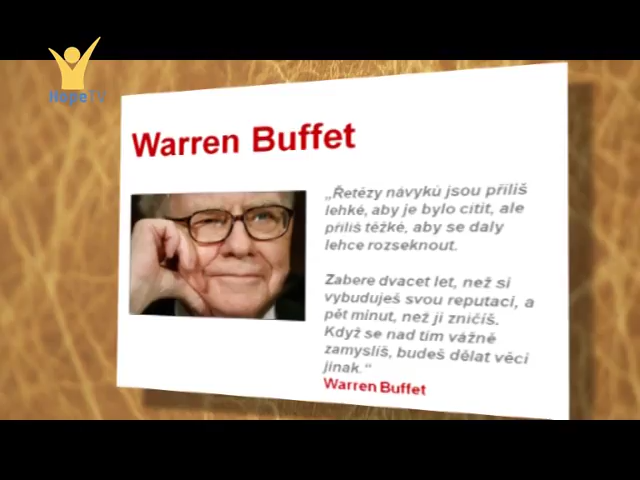 HopeTV
Warren Buffet
„Řetězy návyků jsou příliš
lehké, aby je bylo cítit, ale
příliš těžké, aby se daly
lehce rozseknout.
Zabere dvacet let, než si
vybuduješ svou reputaci, a
pět minut, než ji zničíš.
Když se nad tím vážně
zamyslíš, budeš dělat věci
jinak.“
Warren Buffet